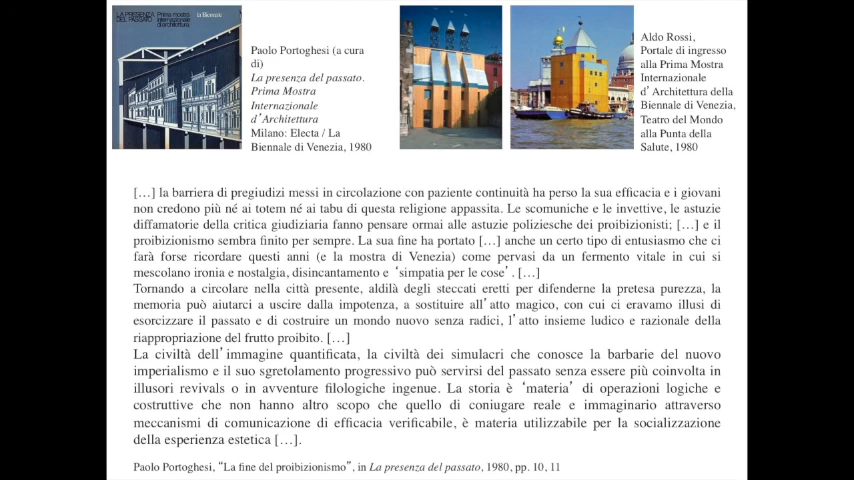 LA PRESENZA
DEL PASSATO
Prima mostra
internazionale
di architettura
la Biennale
Paolo Portoghesi (a cura
di)
La presenza del passato.
Prima Mostra
Internazionale
d’Architettura
Milano: Electa / La
Biennale di Venezia, 1980
Aldo Rossi,
Portale di ingresso
alla Prima Mostra
Internazionale
d’Architettura della
Biennale di Venezia,
Teatro del Mondo
alla Punta della
Salute, 1980
[…] la barriera di pregiudizi messi in circolazione con paziente continuità ha perso la sua efficacia e i giovani
non credono più né ai totem né ai tabu di questa religione appassita. Le scomuniche e le invettive, le astuzie
diffamatorie della critica giudiziaria fanno pensare ormai alle astuzie poliziesche dei proibizionisti; […] e il
proibizionismo sembra finito per sempre. La sua fine ha portato […] anche un certo tipo di entusiasmo che ci
farà forse ricordare questi anni (e la mostra di Venezia) come pervasi da un fermento vitale in cui si
mescolano ironia e nostalgia, disincantamento e ‘simpatia per le cose’. […]
Tornando a circolare nella città presente, aldilà degli steccati eretti per difenderne la pretesa purezza, la
memoria può aiutarci a uscire dalla impotenza, a sostituire all’atto magico, con cui ci eravamo illusi di
esorcizzare il passato e di costruire un mondo nuovo senza radici, l’atto insieme ludico e razionale della
riappropriazione del frutto proibito. […]
La civiltà dell’immagine quantificata, la civiltà dei simulacri che conosce la barbarie del nuovo
imperialismo e il suo sgretolamento progressivo può servirsi del passato senza essere più coinvolta in
illusori revivals o in avventure filologiche ingenue. La storia è ‘materia’ di operazioni logiche e
costruttive che non hanno altro scopo che quello di coniugare reale e immaginario attraverso
meccanismi di comunicazione di efficacia verificabile, è materia utilizzabile per la socializzazione
della esperienza estetica […].
Paolo Portoghesi, “La fine del proibizionismo”, in La presenza del passato, 1980, pp. 10, 11